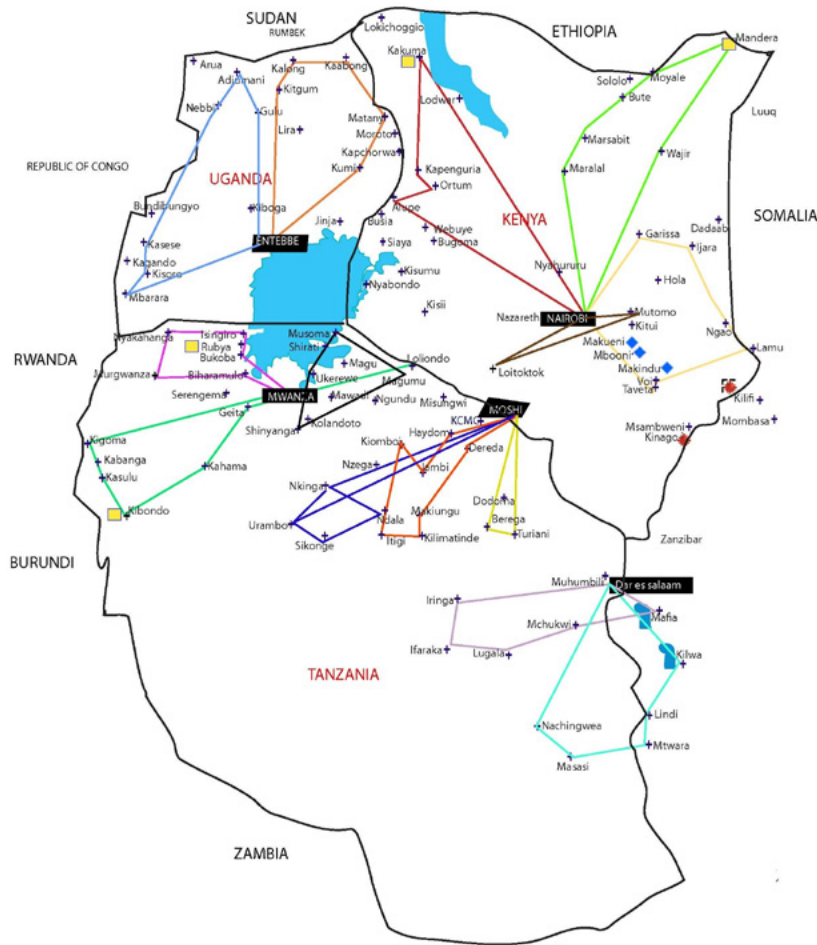 SUDAN
RUMBEK
Lokichoggio
ETHIOPIA
Mandera
Arua
Adjumani
Kalong
Kaabong
Kakuma
Moyale
Sololo
Bute
Nebbi
Kitgum
Gulu
Lodwar
Matany
Luuq
Lira
Moroto
Marsabit
Kapchorwa
Wajir
REPUBLIC OF CONGO
UGANDA
Kumi
Kapenguria
Maralal
Ortum
Bundibungyo
Kiboga
Jinja
Alupe
Busia
KENYA
Dadaab
SOMALIA
Webuye
Garissa
Kasese
ENTEBBE
Siaya
Bugoma
Ijara
Kagando
Kisoro
Kisumu
Nyahururu
Hola
Mbarara
Nyabondo
Kisii
Nazareth
NAIROBI
Mutomo
Kitui
Ngao
Nyakahanga
Isingiro
Musoma
Rubya
Shirati
Makueni
Mbooni
Lamu
RWANDA
Bukoba
Magu
Loliondo
Loitoktok
Makindu
Murgwanza
Biharamulo
Ukerewe
Magumu
Voi
Taveta
Serengema
MWANZA
Mawadi
Ngundu
Misungwi
MOSHI
Kilifi
Geita
Kolandoto
KCMC
Msambweni
Mombasa
Shinyanga
Haydom
Kinago
Kigoma
Kiomboi
Dereda
Kabanga
Kahama
Nzega
Iambi
Kasulu
Nkinga
Dodoma
Kibondo
Ndala
Makiungu
Berega
Urambo
Sikonge
Itigi
Kilimatinde
Turiani
Zanzibar
BURUNDI
Muhumbili
Dar es salaam
Iringa
Mchukwi
Mafia
Ifaraka
Lugala
Kilwa
TANZANIA
Lindi
Nachingwea
Mtwara
Masasi
ZAMBIA